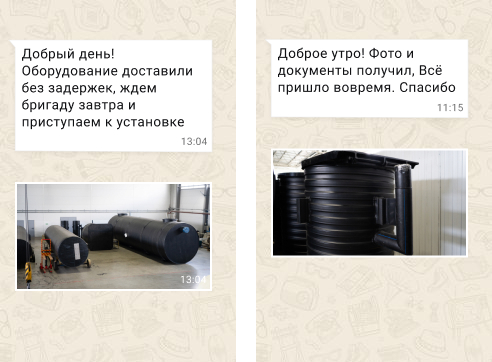 Добрый день!
Оборудование доставили
без задержек, ждем
бригаду завтра и
приступаем к установке
13:04
13:04
Доброе утро! Фото и
документы получил, Всё
пришло вовремя. Спасибо
11:15